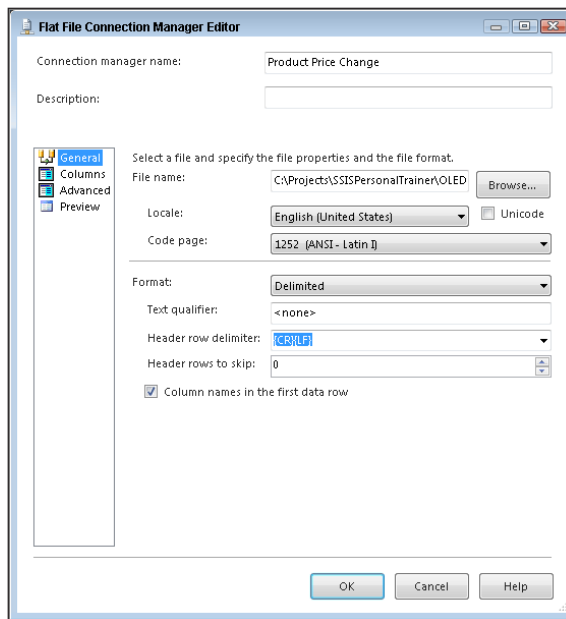 Flat File Connection Manager Editor
Connection manager name: Product Price Change
Description:
General
Columns
Advanced
Preview
Select a file and specify the file properties and the file format.
File name: C:\Projects\SSISPersonalTrainer\OLED Browse...
Locale: English (United States) Unicode
Code page: 1252 (ANSI - Latin I)
Format: Delimited
Text qualifier: <none>
Header row delimiter: {CR}{LF}
Header rows to skip: 0
Column names in the first data row
OK Cancel Help